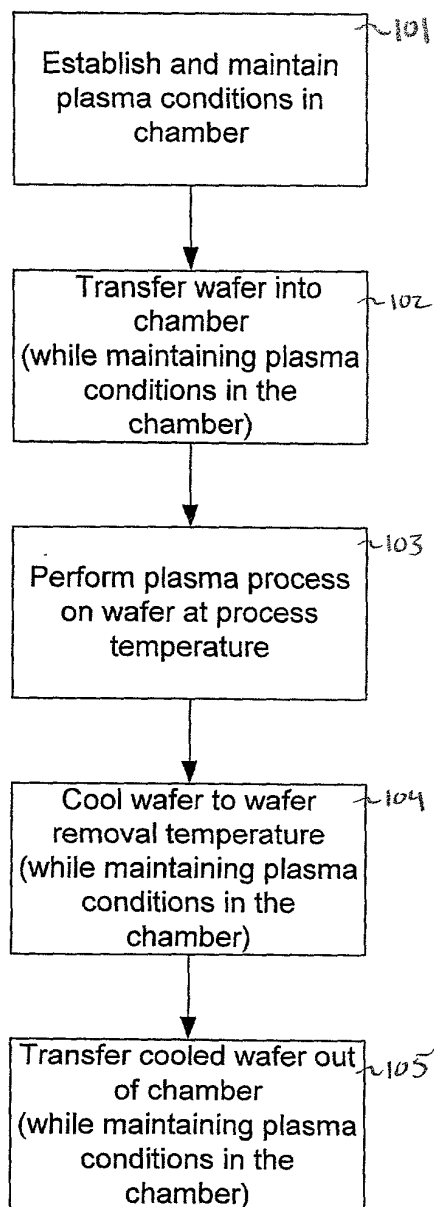 101
Establish and maintain
plasma conditions in
chamber
102
Transfer wafer into
chamber
(while maintaining plasma
conditions in the
chamber)
103
Perform plasma process
on wafer at process
temperature
104
Cool wafer to wafer
removal temperature
(while maintaining plasma
conditions in the
chamber)
105
Transfer cooled wafer out
of chamber
(while maintaining plasma
conditions in the
chamber)